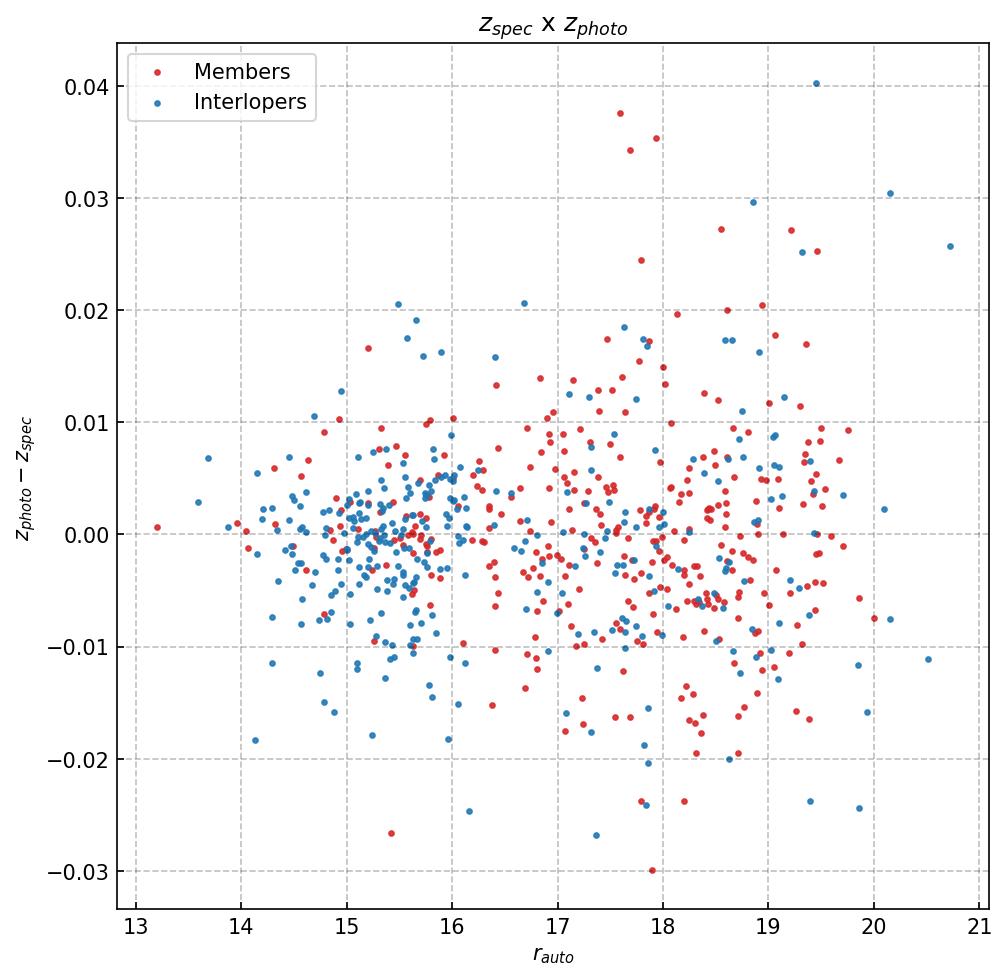 z_spec x z_photo
Members
Interlopers
0.04
0.03
0.02
0.01
0.00
−0.01
−0.02
−0.03
z_photo − z_spec
13 14 15 16 17 18 19 20 21
r_auto